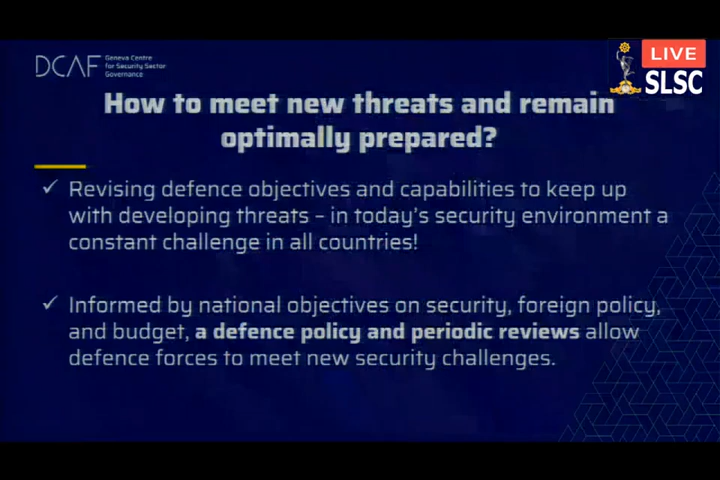 DCAF Geneva Centre
for Security Sector
Governance
LIVE
SLSC
How to meet new threats and remain
optimally prepared?
✓ Revising defence objectives and capabilities to keep up
with developing threats – in today's security environment a
constant challenge in all countries!
✓ Informed by national objectives on security, foreign policy,
and budget, a defence policy and periodic reviews allow
defence forces to meet new security challenges.